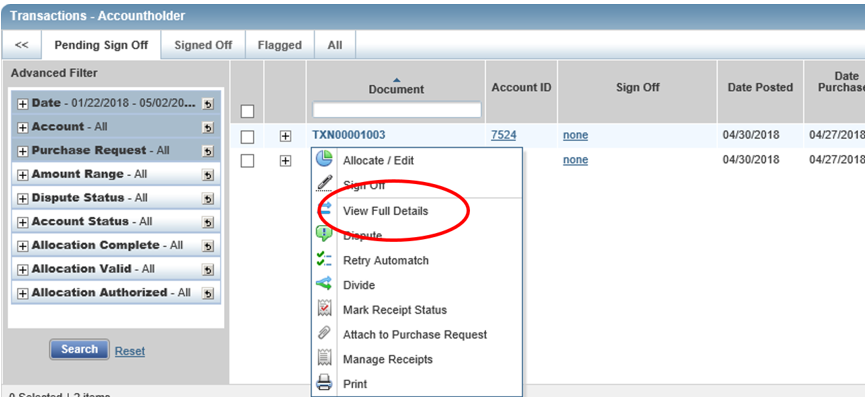 Transactions - Accountholder
<< Pending Sign Off Signed Off Flagged All
Advanced Filter
Date - 01/22/2018 - 05/02/20...
Account - All
Purchase Request - All
Amount Range - All
Dispute Status - All
Account Status - All
Allocation Complete - All
Allocation Valid - All
Allocation Authorized - All
Search Reset
Document Account ID Sign Off Date Posted Date
Purchase
TXN00001003 7524 none 04/30/2018 04/27/2018
none 04/30/2018 04/27/2018
Allocate / Edit
Sign Off
View Full Details
Dispute
Retry Automatch
Divide
Mark Receipt Status
Attach to Purchase Request
Manage Receipts
Print
0 Selected | 2 items